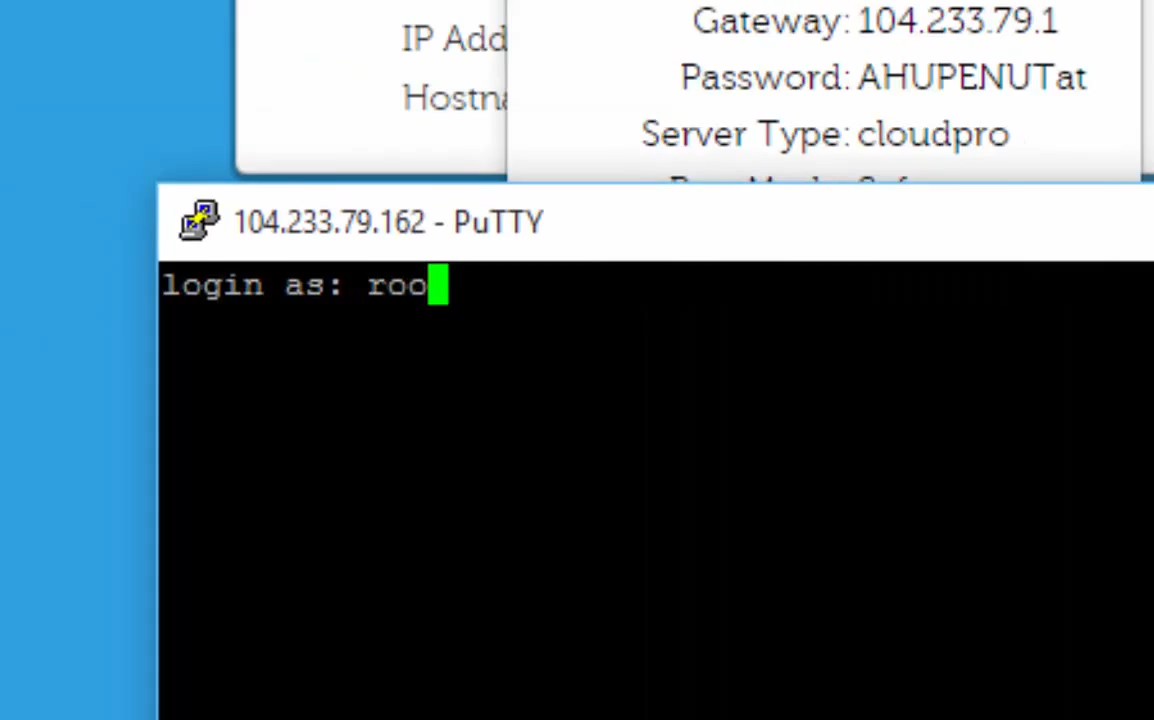 IP Add
Hostna
Gateway: 104.233.79.1
Password: AHUPENUTat
Server Type: cloudpro
104.233.79.162 - PuTTY
login as: roo